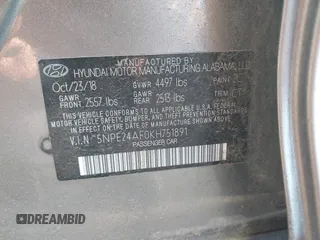 MANUFACTURED BY
HYUNDAI MOTOR MANUFACTURING ALABAMA, LLC
Oct/23/18 GVWR 4497 lbs
GAWR FRONT 2557 lbs GAWR REAR 2513 lbs
THIS VEHICLE CONFORMS TO ALL APPLICABLE U.S.A. FEDERAL
MOTOR VEHICLE SAFETY BUMPER, AND THEFT PREVENTION STANDARDS
IN EFFECT ON THE DATE OF MANUFACTURE SHOWN ABOVE.
V.I.N: 5NPE24AF0KH751891
PASSENGER CAR
DREAMBID